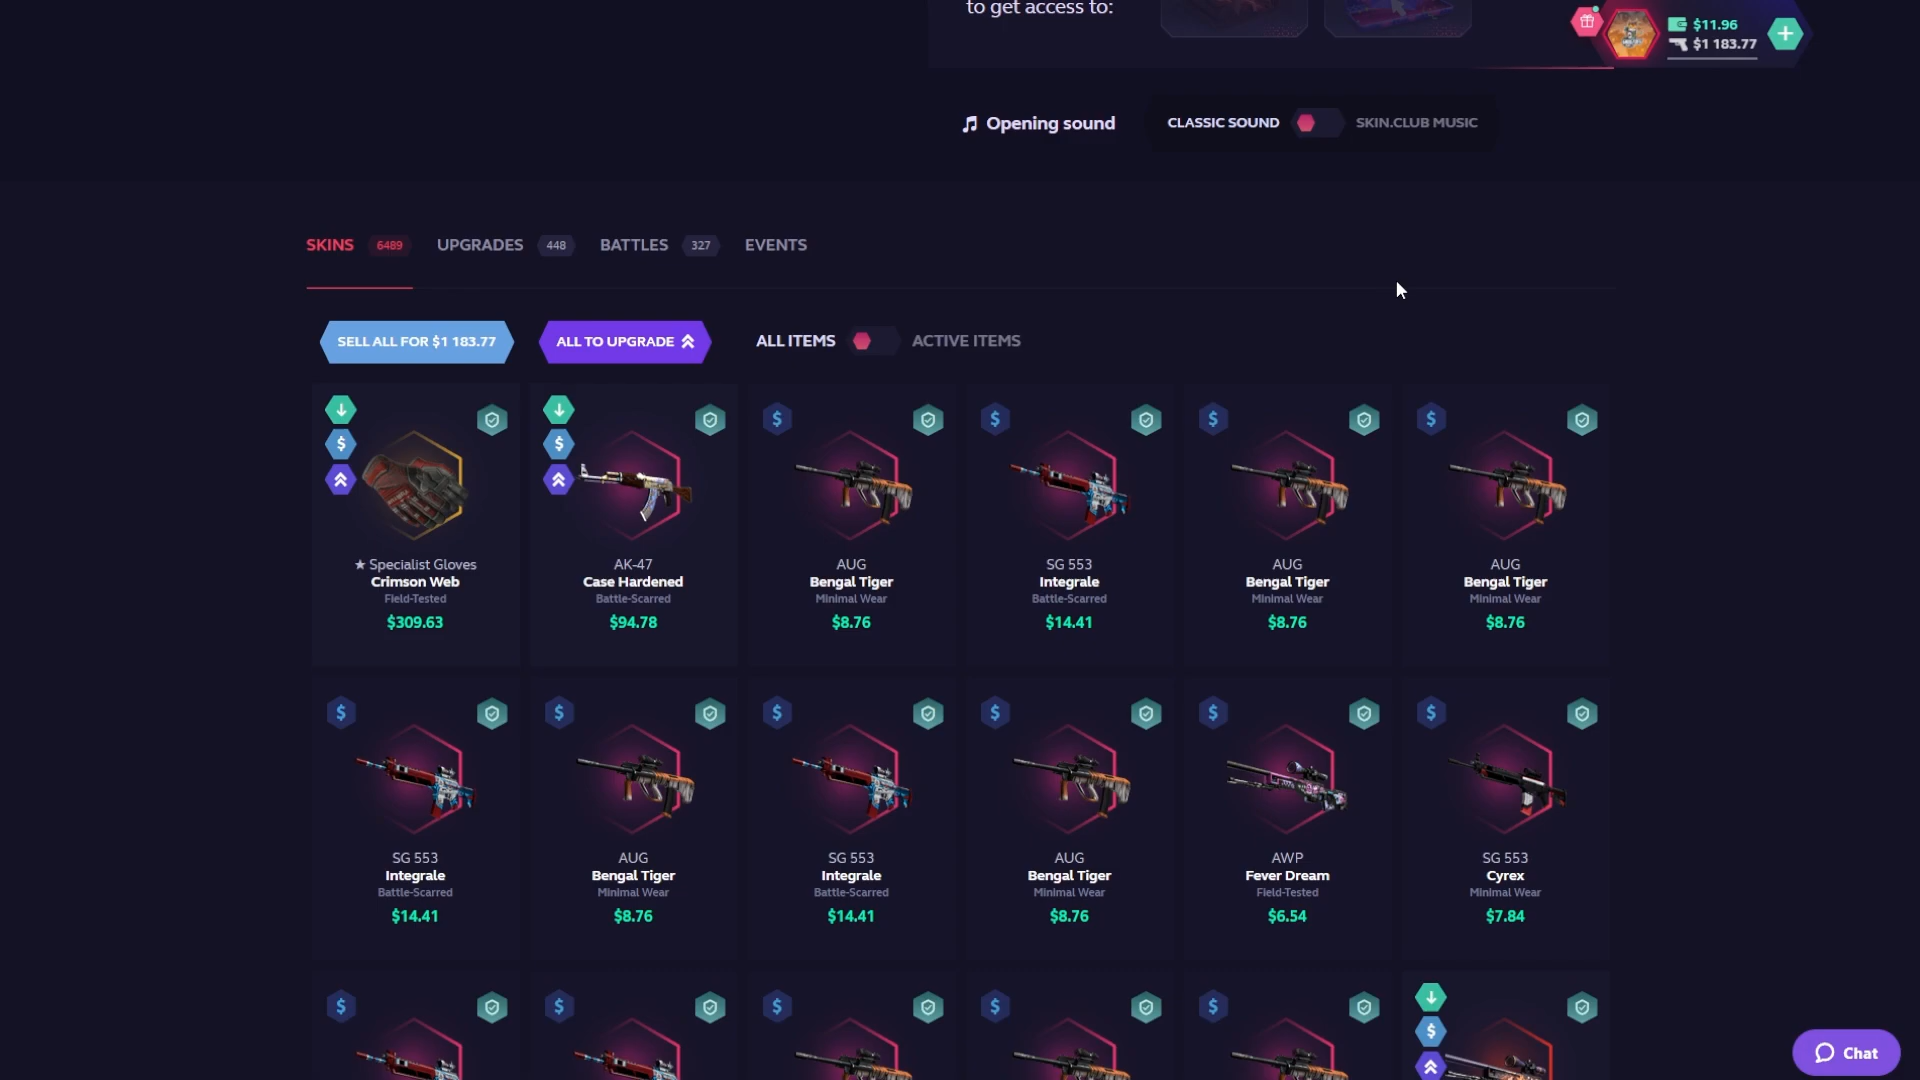 to get access to:
$11.96
$1 183.77
Opening sound
CLASSIC SOUND
SKIN.CLUB MUSIC
SKINS 6489 UPGRADES 448 BATTLES 327 EVENTS
SELL ALL FOR $1 183.77
ALL TO UPGRADE
ALL ITEMS
ACTIVE ITEMS
★ Specialist Gloves
Crimson Web
Field-Tested
$309.63
AK-47
Case Hardened
Battle-Scarred
$94.78
AUG
Bengal Tiger
Minimal Wear
$8.76
SG 553
Integrale
Battle-Scarred
$14.41
AUG
Bengal Tiger
Minimal Wear
$8.76
AUG
Bengal Tiger
Minimal Wear
$8.76
SG 553
Integrale
Battle-Scarred
$14.41
AUG
Bengal Tiger
Minimal Wear
$8.76
SG 553
Integrale
Battle-Scarred
$14.41
AUG
Bengal Tiger
Minimal Wear
$8.76
AWP
Fever Dream
Field-Tested
$6.54
SG 553
Cyrex
Minimal Wear
$7.84
Chat